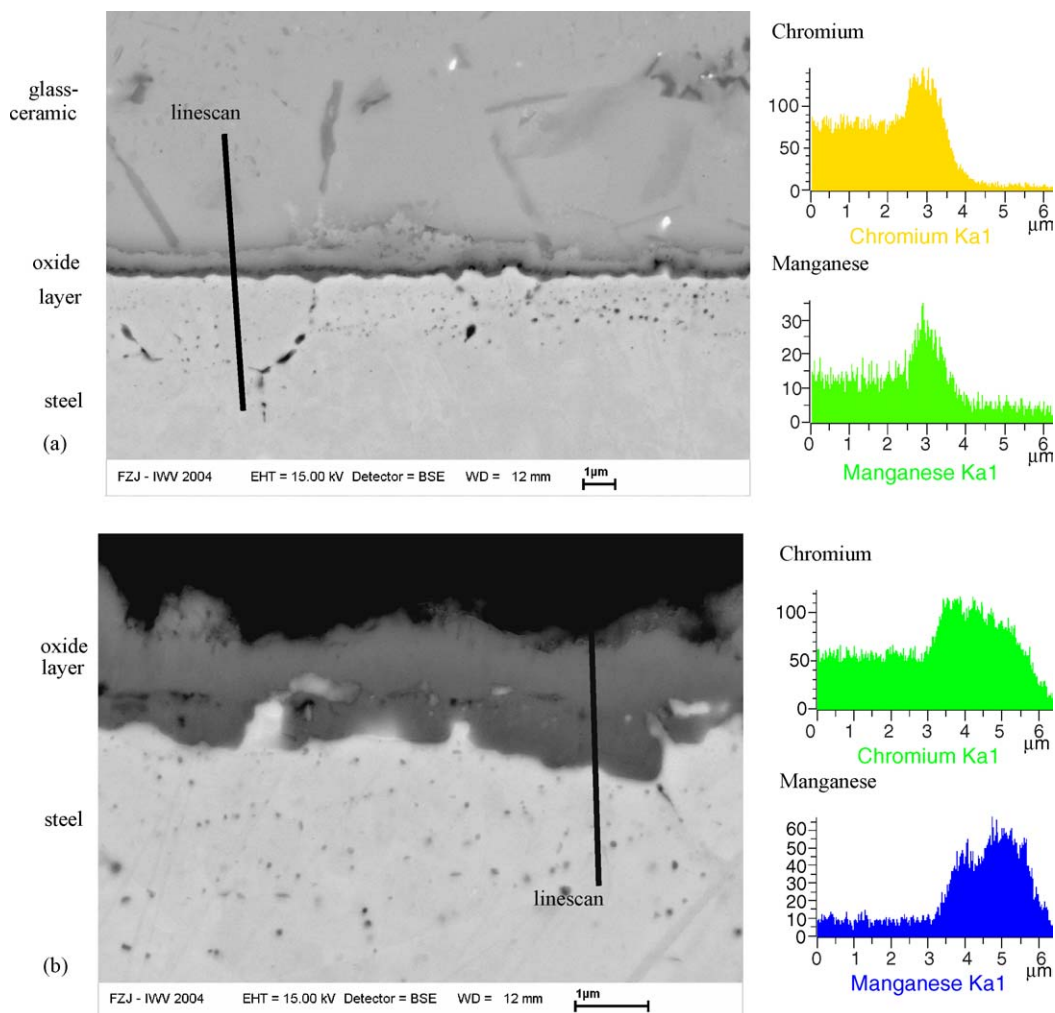 glass-
ceramic
linescan
oxide
layer
steel
(a)
FZJ - IWV 2004 EHT = 15.00 kV Detector = BSE WD = 12 mm 1µm
Chromium
100
50
0
0 1 2 3 4 5 6
µm
Chromium Ka1
Manganese
30
20
10
0
0 1 2 3 4 5 6
µm
Manganese Ka1
oxide
layer
steel
linescan
(b)
FZJ - IWV 2004 EHT = 15.00 kV Detector = BSE WD = 12 mm 1µm
Chromium
100
50
0
0 1 2 3 4 5 6
µm
Chromium Ka1
Manganese
60
50
40
30
20
10
0
0 1 2 3 4 5 6
µm
Manganese Ka1